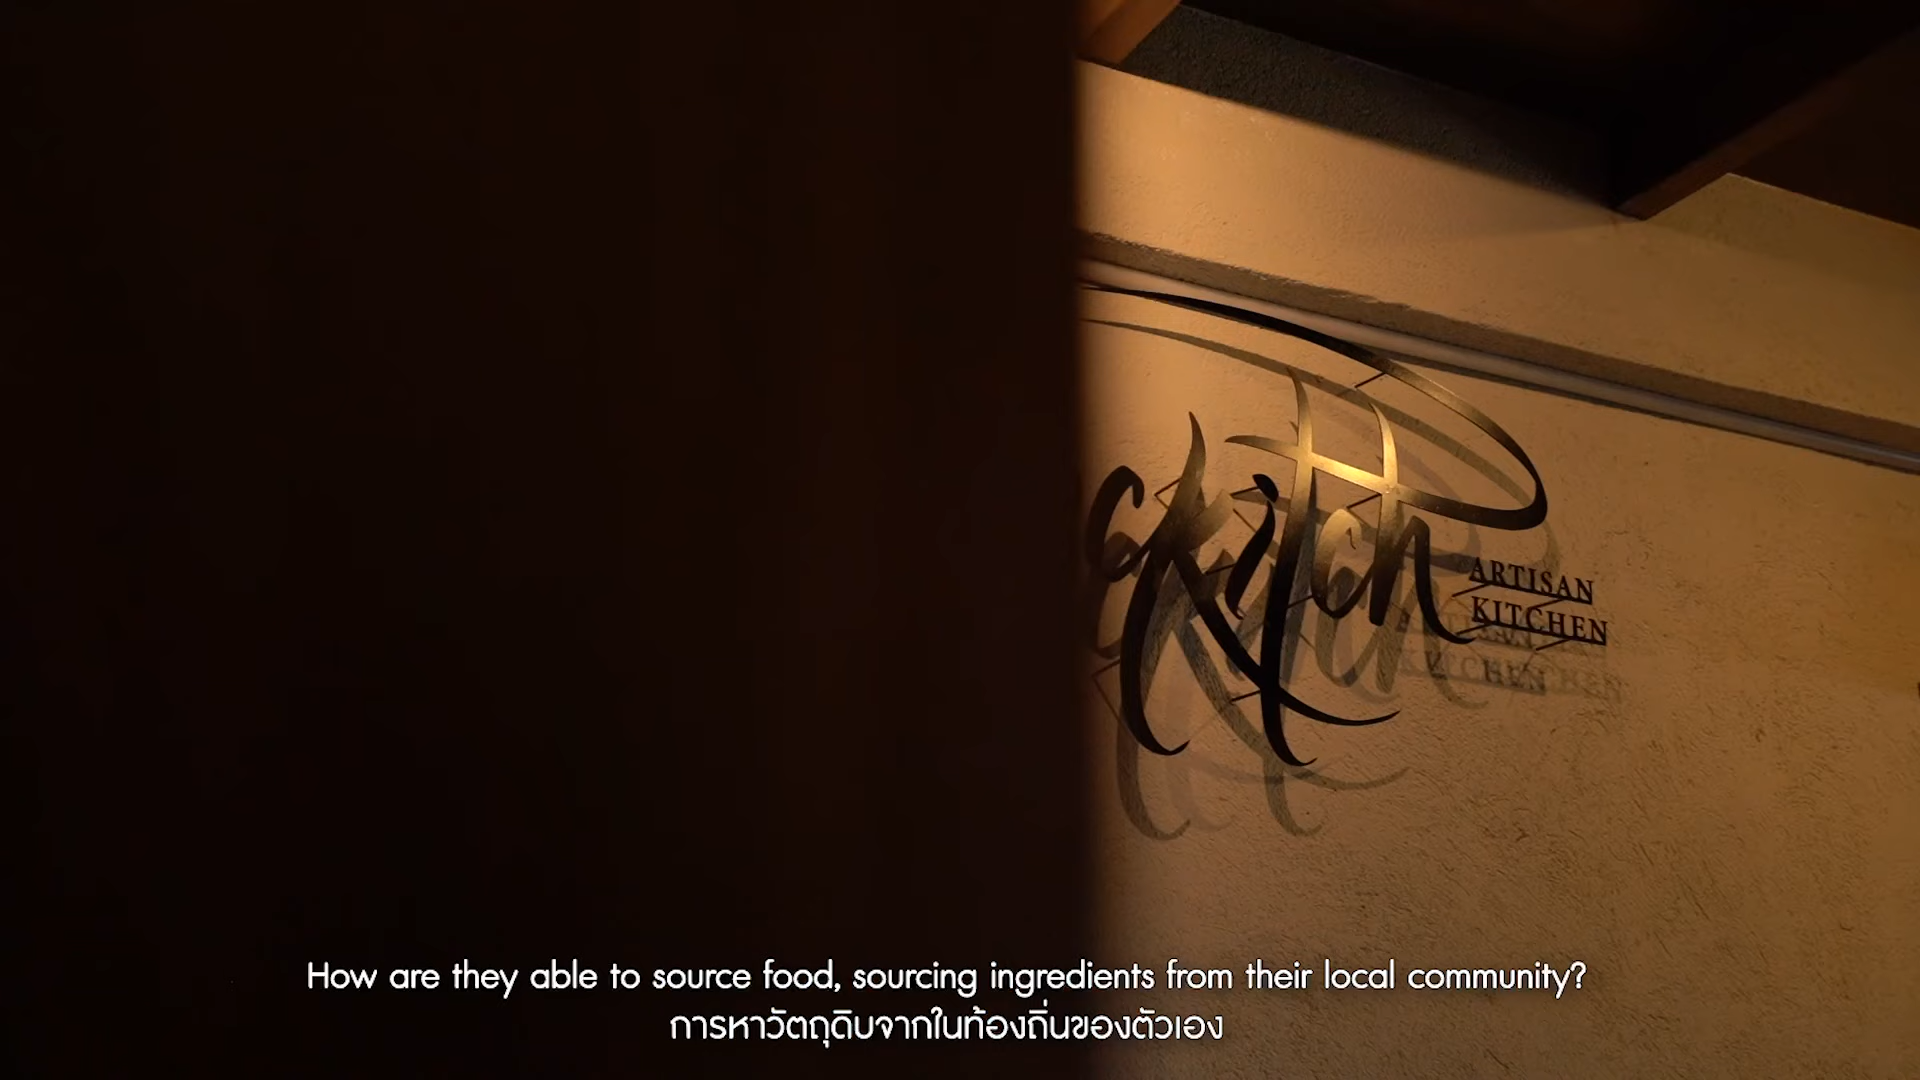 ckitch
ARTISAN
KITCHEN
How are they able to source food, sourcing ingredients from their local community?
การหาวัตถุดิบจากในท้องถิ่นของตัวเอง